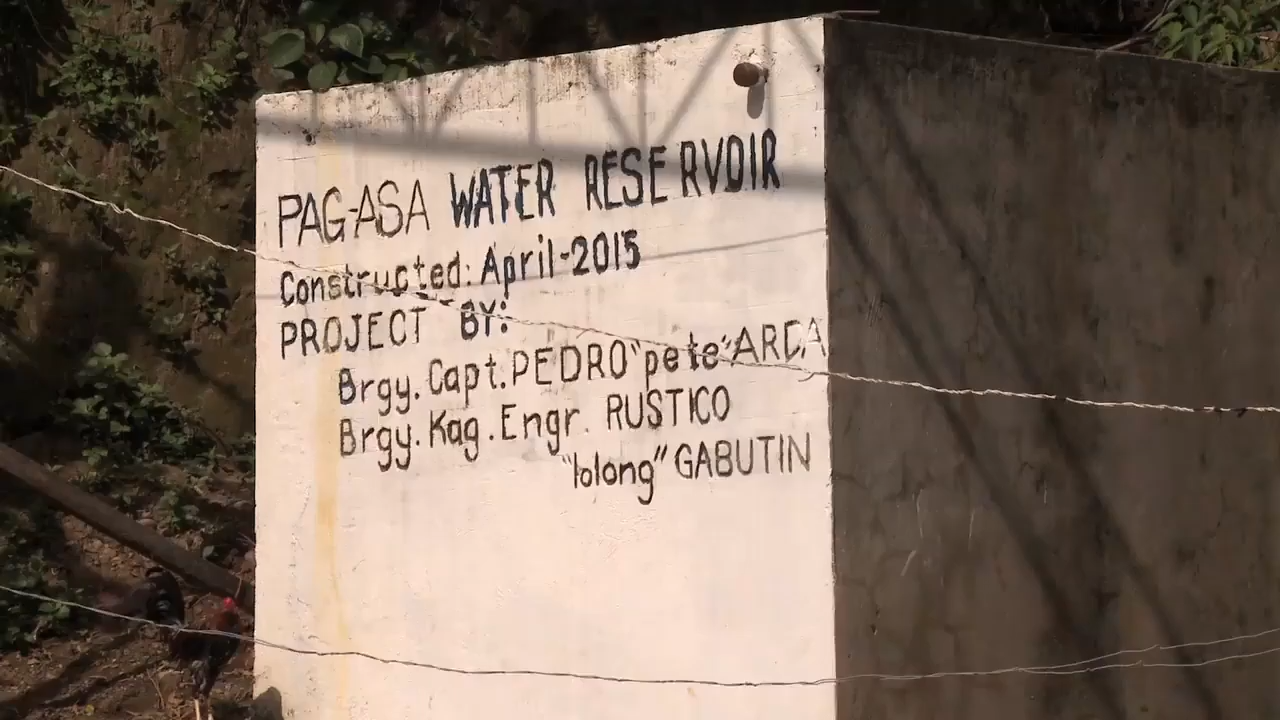 PAG-ASA WATER RESERVOIR
Constructed: April-2015
PROJECT BY:
Brgy. Capt. PEDRO "pete" ARCA
Brgy. Kag. Engr. RUSTICO
"lolong" GABUTIN